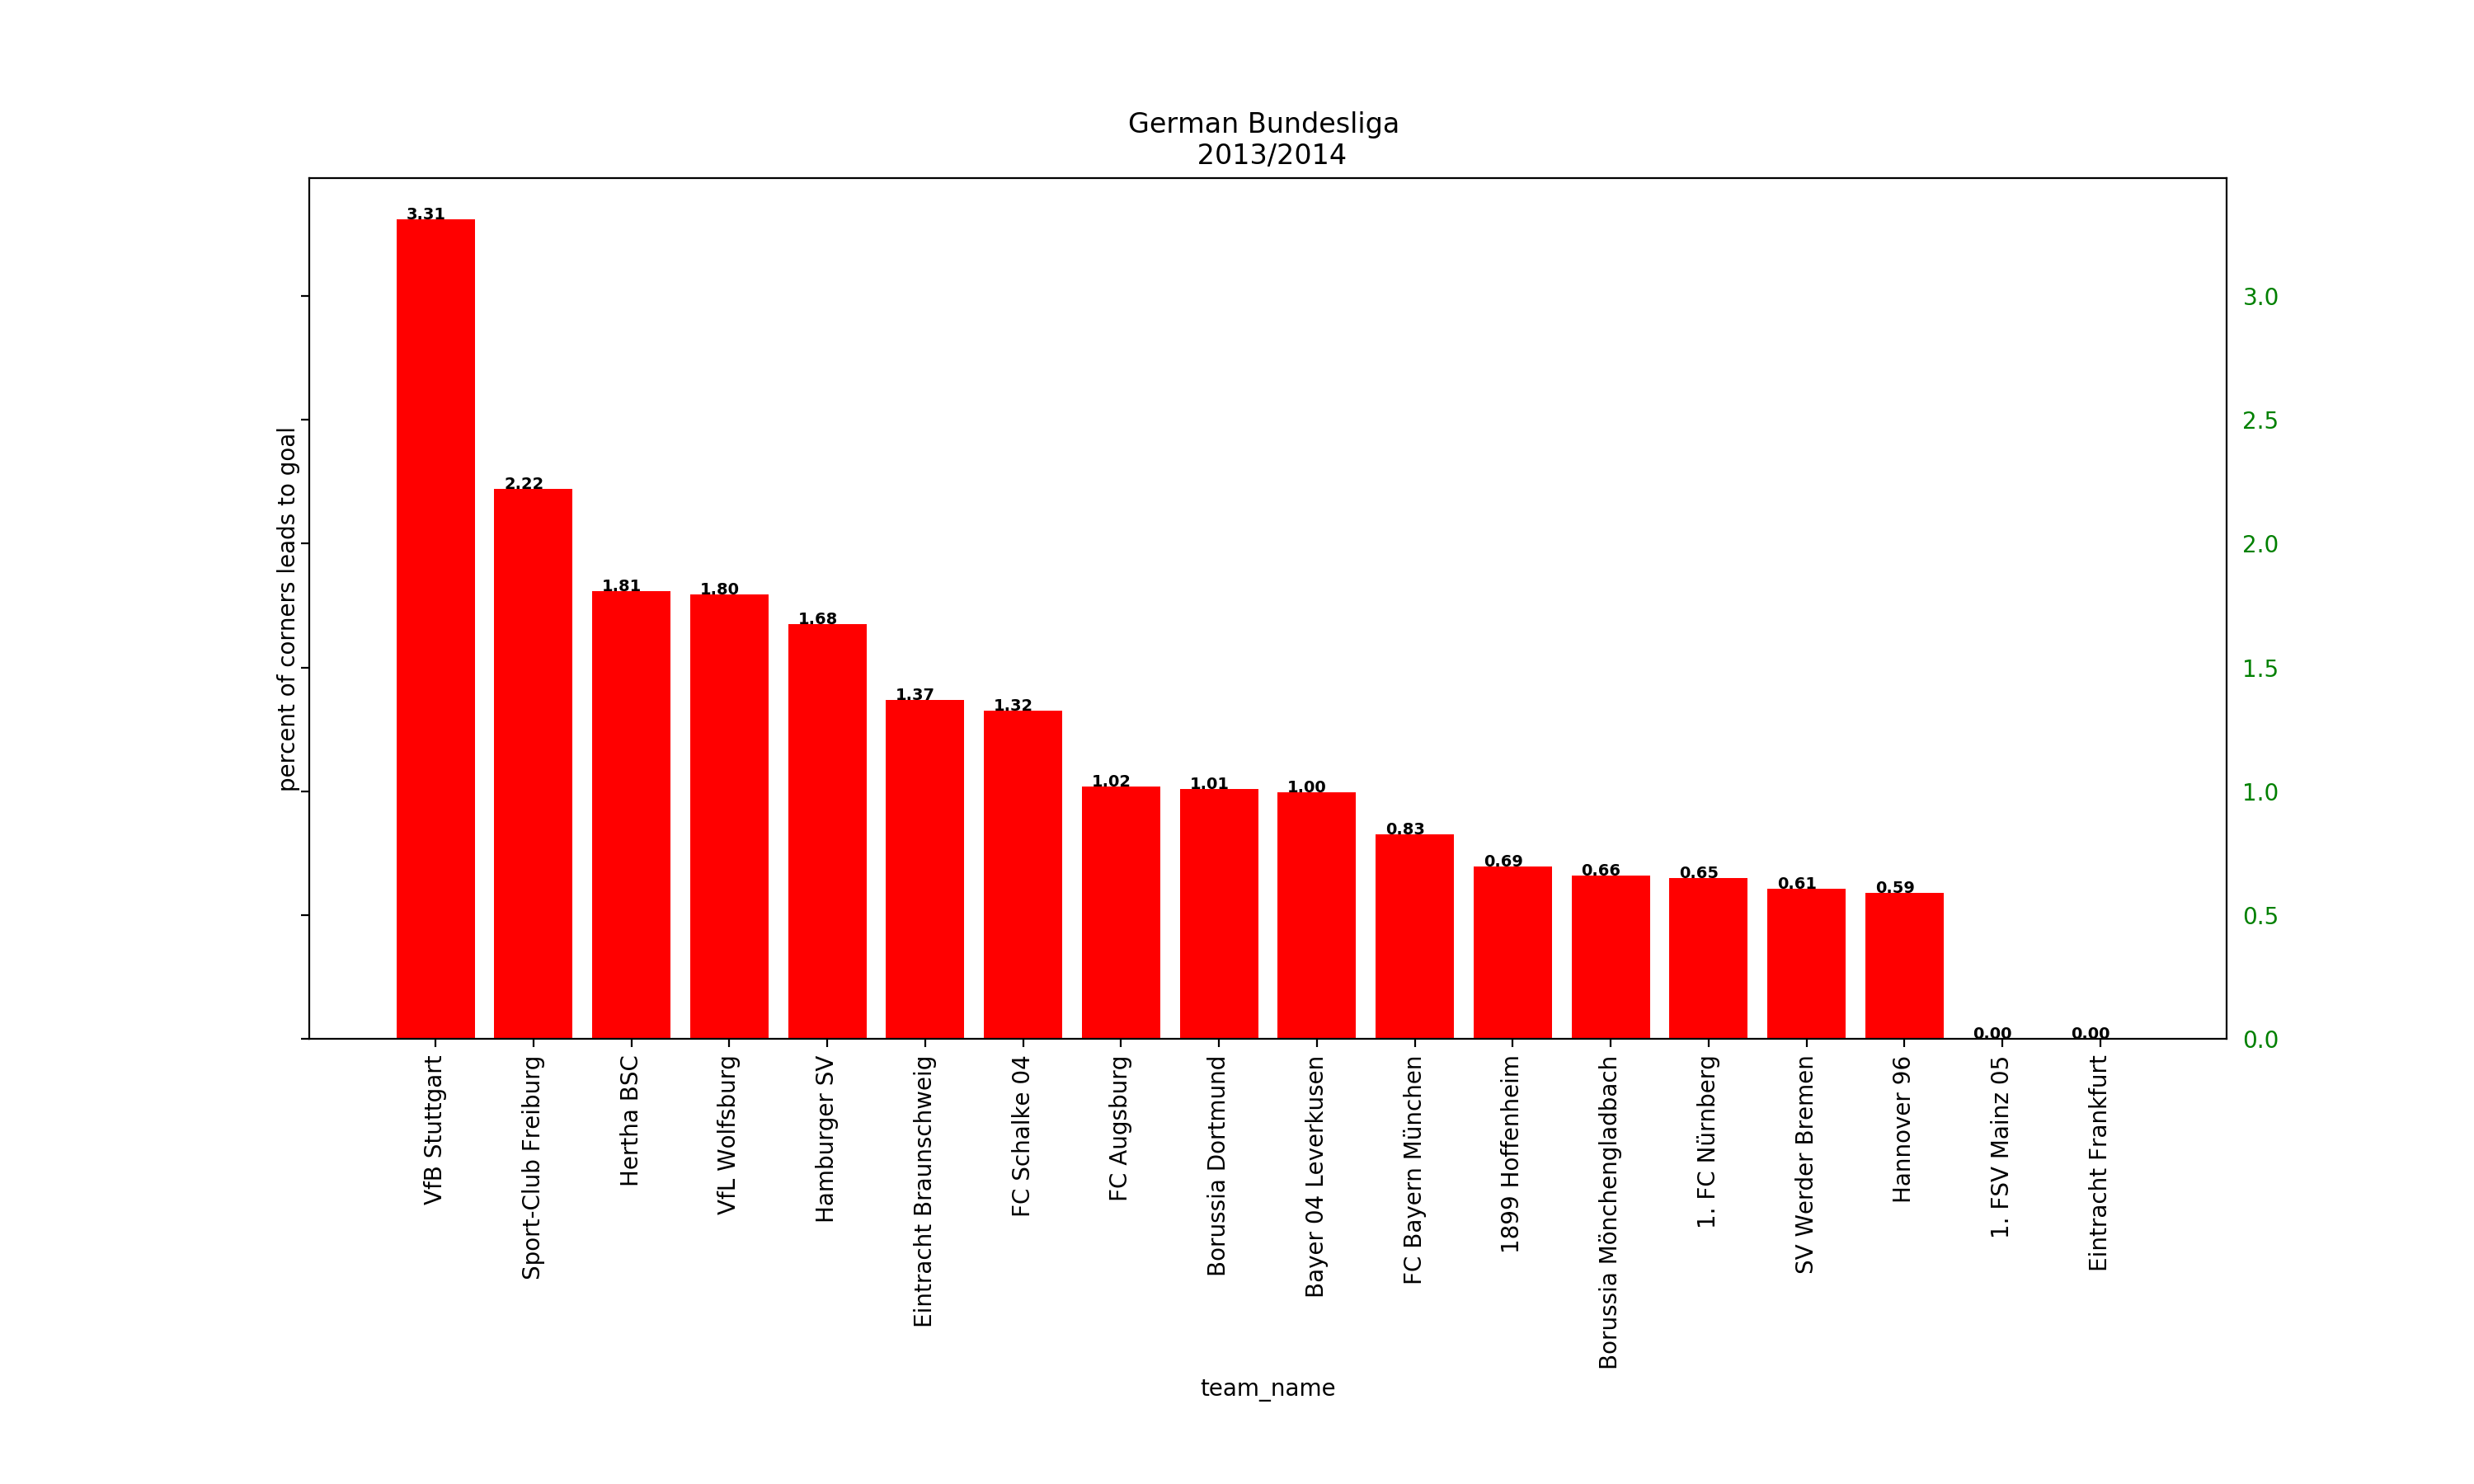 German Bundesliga
2013/2014
percent of corners leads to goal
3.31
2.22
1.81
1.80
1.68
1.37
1.32
1.02
1.01
1.00
0.83
0.69
0.66
0.65
0.61
0.59
0.00
0.00
3.0
2.5
2.0
1.5
1.0
0.5
0.0
VfB Stuttgart
Sport-Club Freiburg
Hertha BSC
VfL Wolfsburg
Hamburger SV
Eintracht Braunschweig
FC Schalke 04
FC Augsburg
Borussia Dortmund
Bayer 04 Leverkusen
FC Bayern München
1899 Hoffenheim
Borussia Mönchengladbach
1. FC Nürnberg
SV Werder Bremen
Hannover 96
1. FSV Mainz 05
Eintracht Frankfurt
team_name